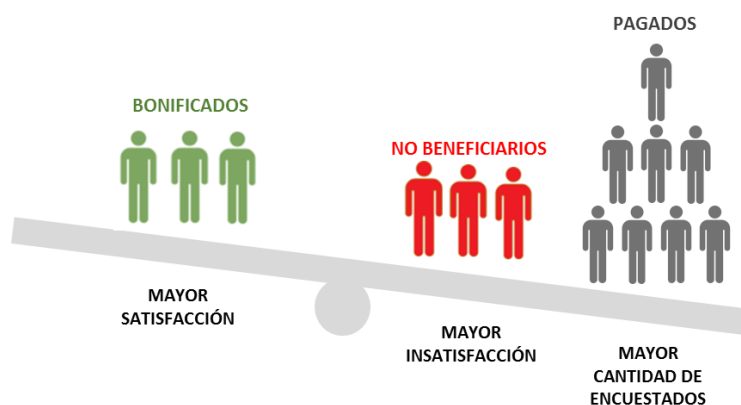 PAGADOS
BONIFICADOS
NO BENEFICIARIOS
MAYOR
SATISFACCIÓN
MAYOR
INSATISFACCIÓN
MAYOR
CANTIDAD DE
ENCUESTADOS